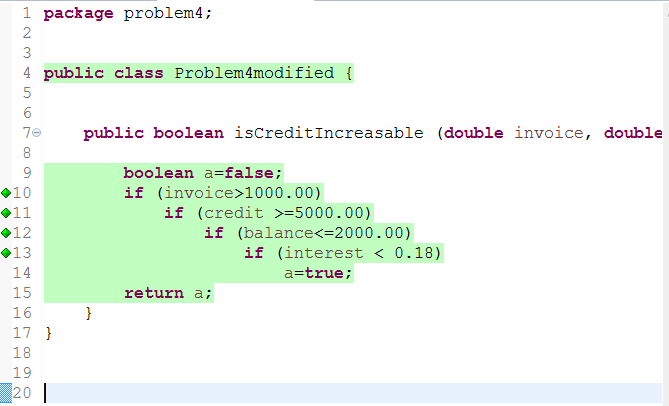 1 package problem4;
2
3
4 public class Problem4modified {
5
6
7 public boolean isCreditIncreasable (double invoice, double
8
9 boolean a=false;
10 if (invoice>1000.00)
11 if (credit >=5000.00)
12 if (balance<=2000.00)
13 if (interest < 0.18)
14 a=true;
15 return a;
16 }
17 }
18
19
20